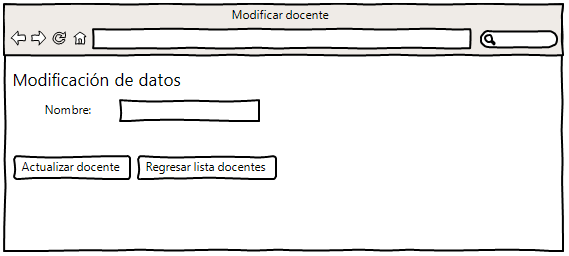 Modificar docente
Modificación de datos
Nombre:
Actualizar docente
Regresar lista docentes